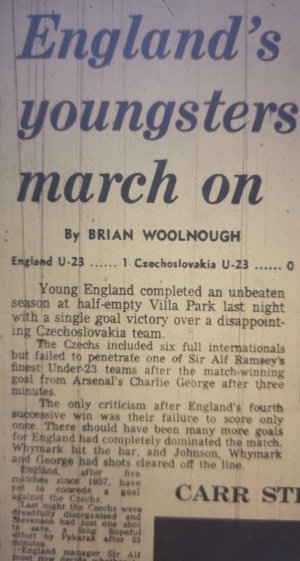 England's
youngsters
march on
By BRIAN WOOLNOUGH
England U-23 ...... 1 Czechoslovakia U-23 ...... 0
Young England completed an unbeaten
season at half-empty Villa Park last night
with a single goal victory over a disappoint-
ing Czechoslovakia team.
The Czechs included six full internationals
but failed to penetrate one of Sir Alf Ramsey's
finest Under-23 teams after the match-winning
goal from Arsenal's Charlie George after three
minutes.
The only criticism after England's fourth
successive win was their failure to score only
once. There should have been many more goals
for England had completely dominated the match.
Whymark hit the bar, and Johnson, Whymark
and George had shots cleared off the line.
England, after five
matches since 1957, have
yet to concede a goal
against the Czechs.
Last night the Czechs were
dreadfully disorganised and
Stevenson had just one shot
to save, a long hopeful
effort by Pekarak after 53
minutes.
England manager Sir Alf
must now decide
CARR ST